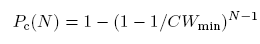 P_c(N) = 1 − (1 − 1/CW_min)^{N−1}